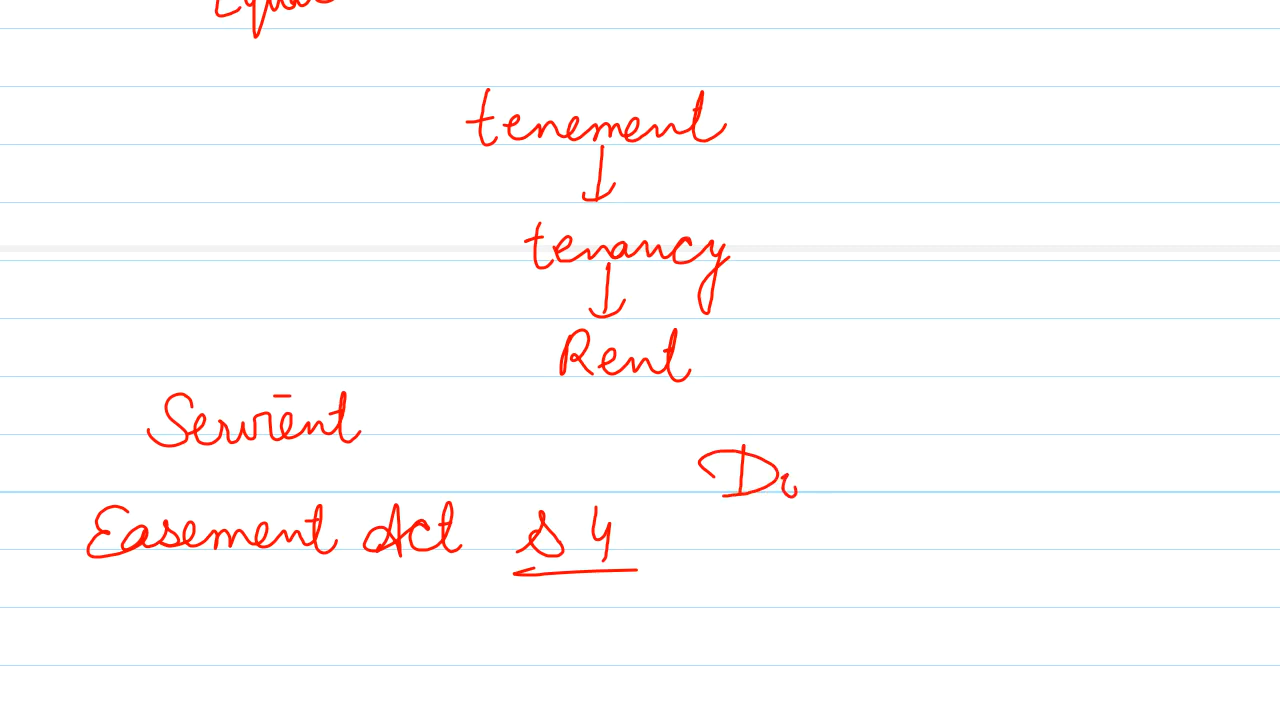 tenement
↓
tenancy
↓
Rent
Servient
Easement Act S 4